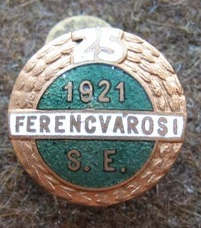 25
1921
FERENCVAROSI
S. E.